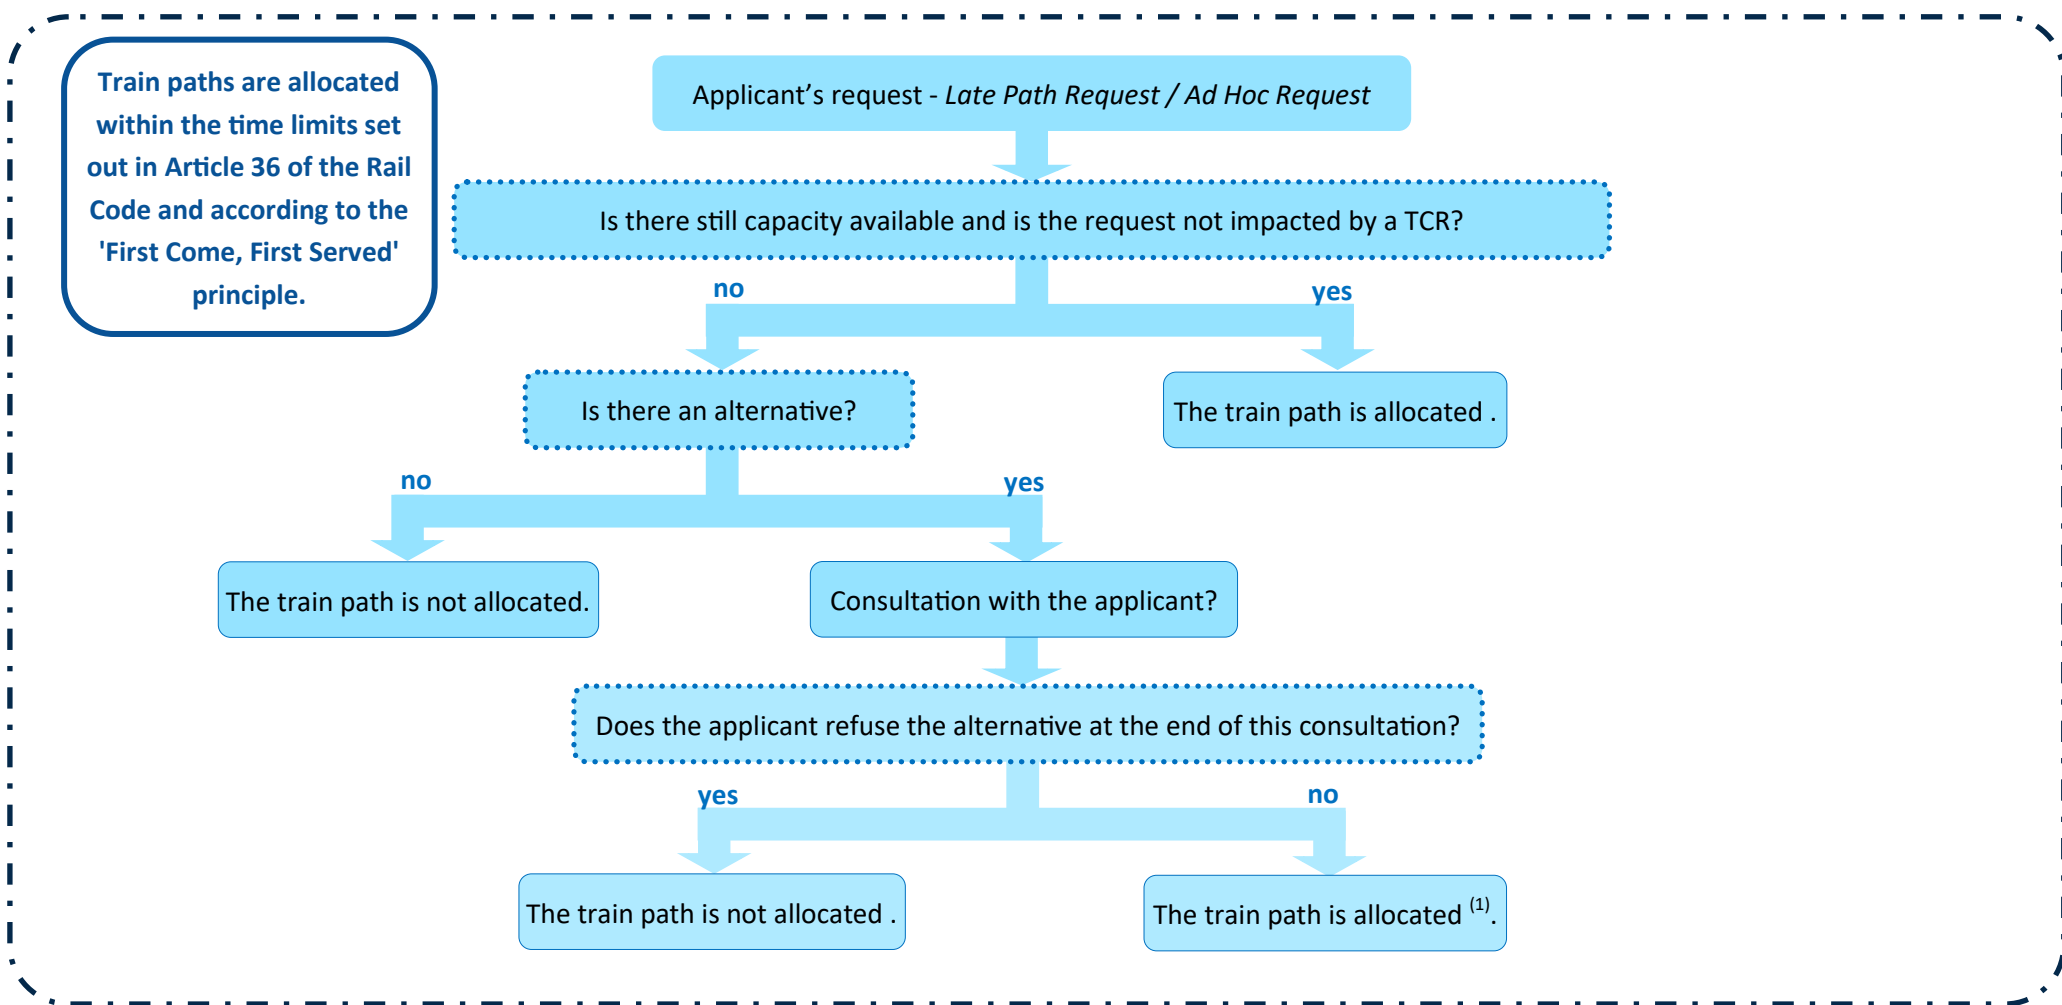 Train paths are allocated
within the time limits set
out in Article 36 of the Rail
Code and according to the
'First Come, First Served'
principle.
Applicant's request - Late Path Request / Ad Hoc Request
Is there still capacity available and is the request not impacted by a TCR?
no
yes
Is there an alternative?
The train path is allocated .
no
yes
The train path is not allocated.
Consultation with the applicant?
Does the applicant refuse the alternative at the end of this consultation?
yes
no
The train path is not allocated .
The train path is allocated (1).